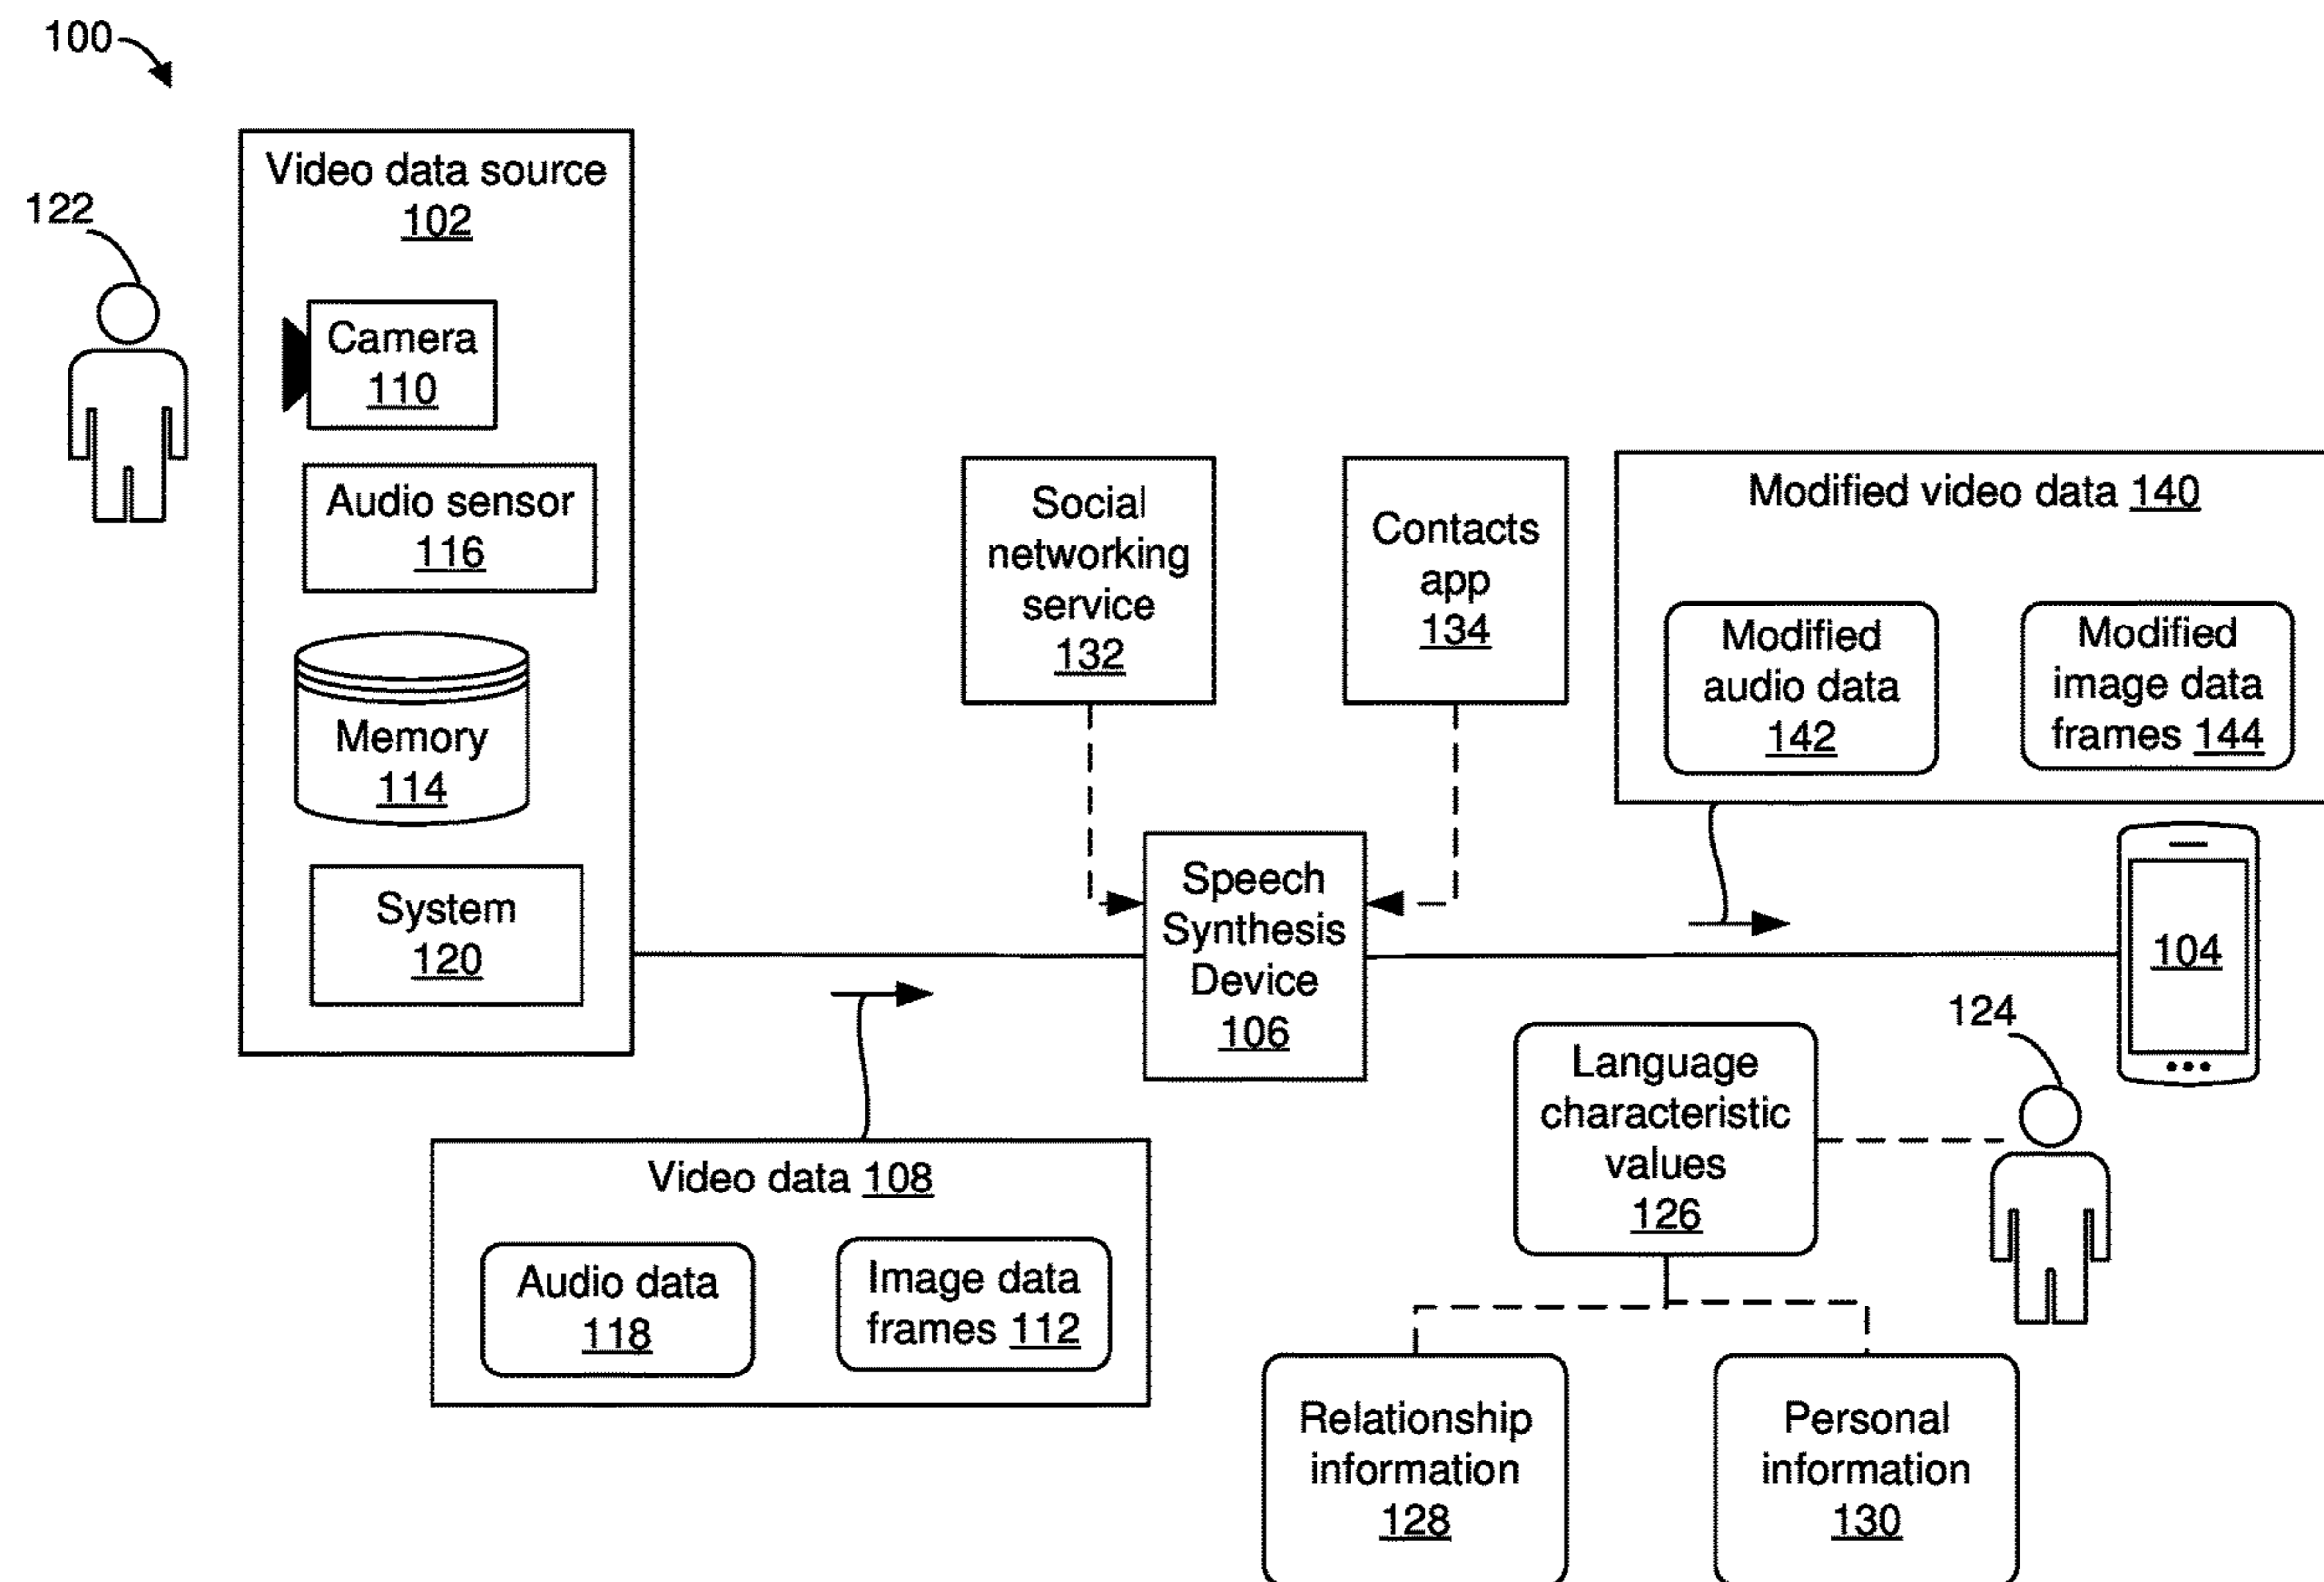 100
122
Video data source
102
Camera
110
Audio sensor
116
Memory
114
System
120
Social
networking
service
132
Contacts
app
134
Modified video data 140
Modified
audio data
142
Modified
image data
frames 144
Speech
Synthesis
Device
106
104
124
Video data 108
Audio data
118
Image data
frames 112
Language
characteristic
values
126
Relationship
information
128
Personal
information
130